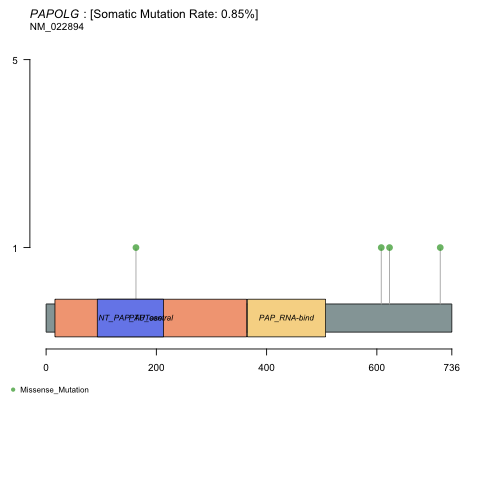 PAPOLG : [Somatic Mutation Rate: 0.85%]
NM_022894
5
1
PAP_RNA-bind
0 200 400 600 736
Missense_Mutation